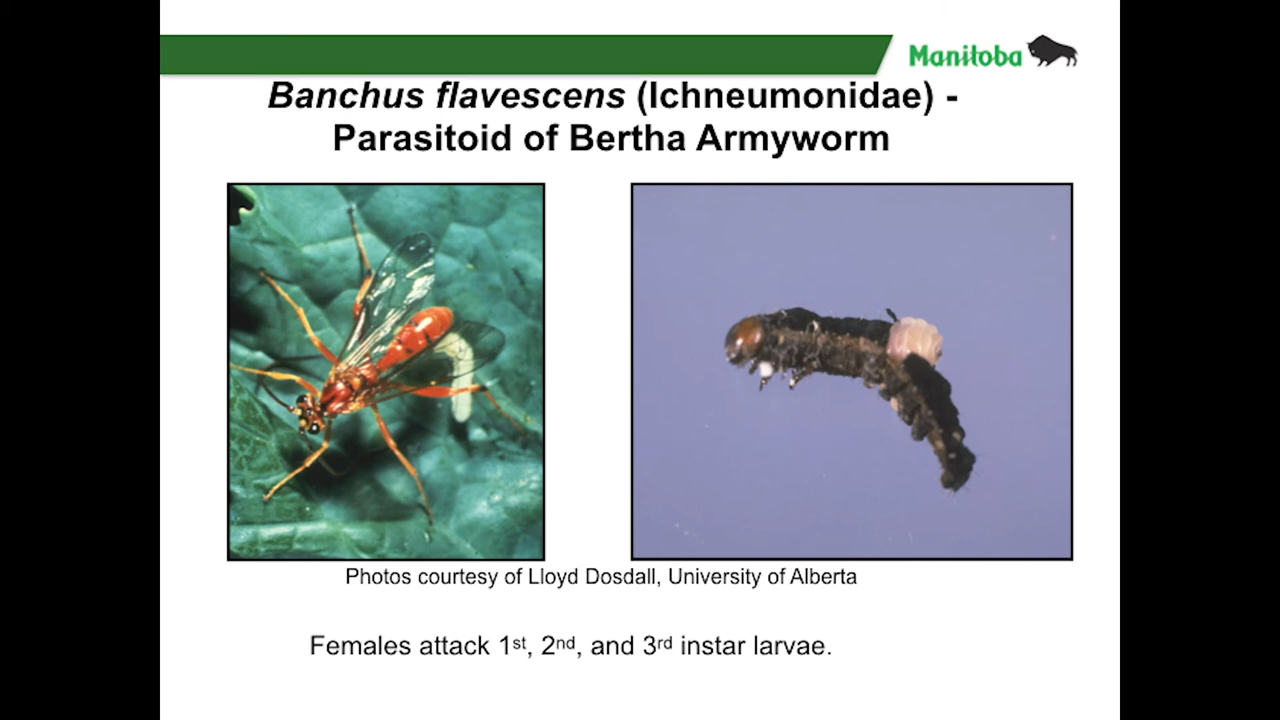 Manitoba
Banchus flavescens (Ichneumonidae) -
Parasitoid of Bertha Armyworm
Photos courtesy of Lloyd Dosdall, University of Alberta
Females attack 1st, 2nd, and 3rd instar larvae.